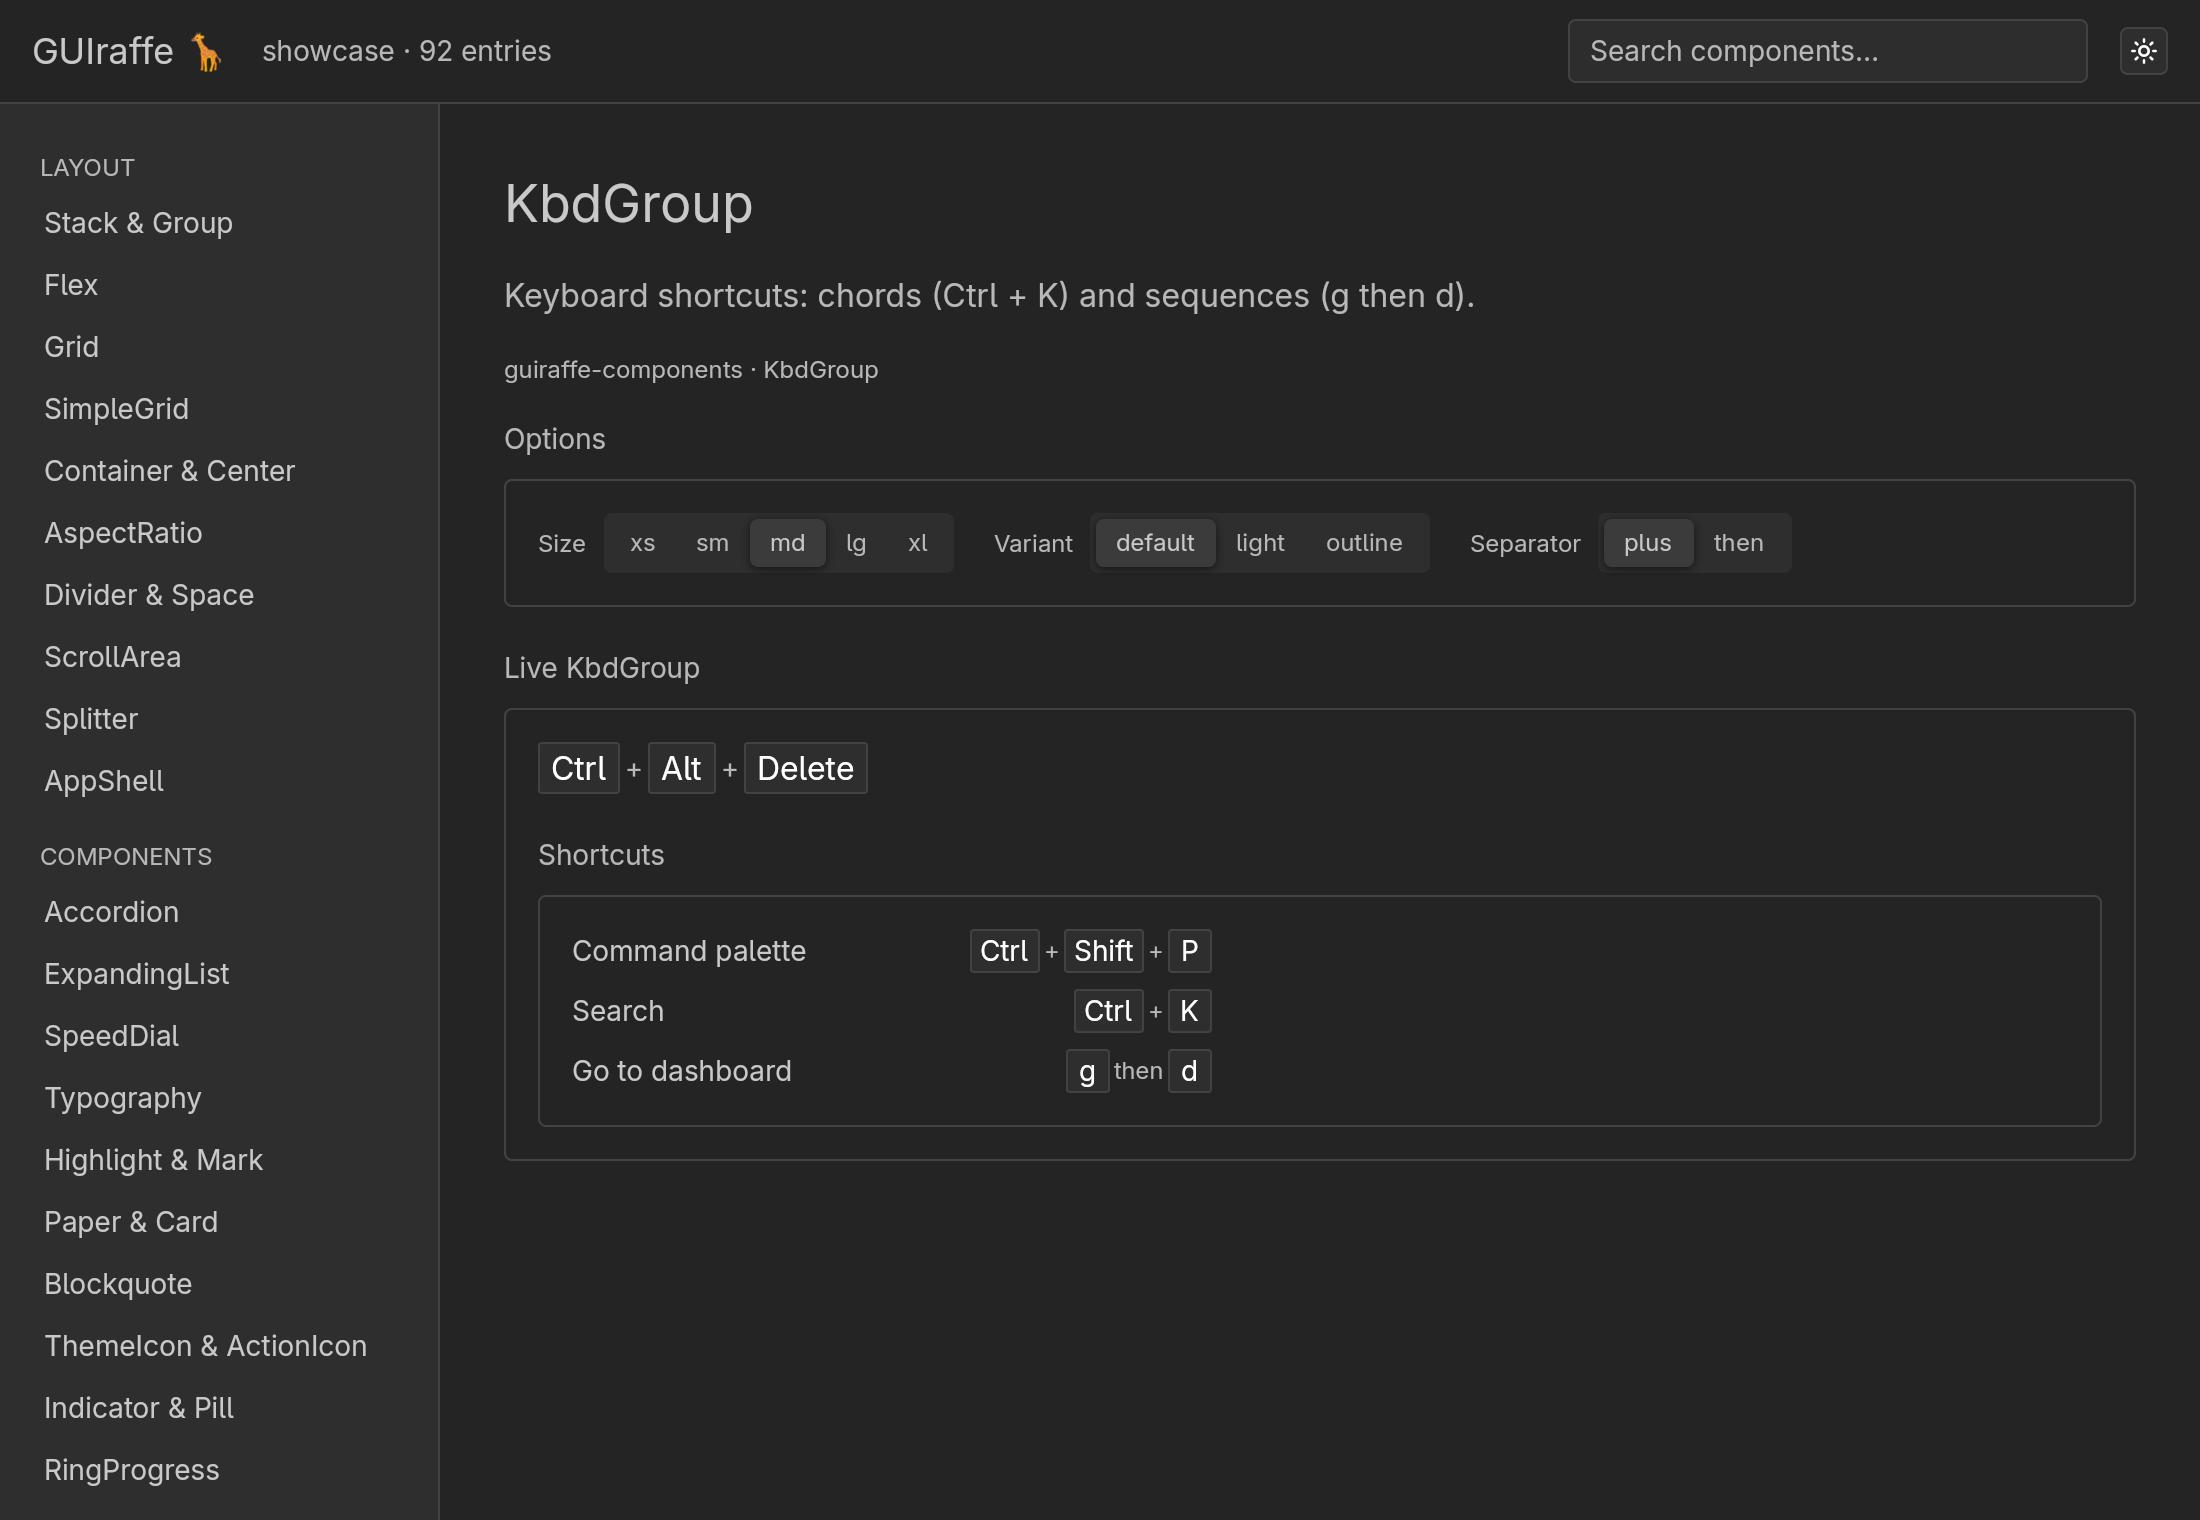 GUIraffe 🦒 showcase · 92 entries Search components...
LAYOUT
Stack & Group
Flex
Grid
SimpleGrid
Container & Center
AspectRatio
Divider & Space
ScrollArea
Splitter
AppShell
COMPONENTS
Accordion
ExpandingList
SpeedDial
Typography
Highlight & Mark
Paper & Card
Blockquote
ThemeIcon & ActionIcon
Indicator & Pill
RingProgress
KbdGroup
Keyboard shortcuts: chords (Ctrl + K) and sequences (g then d).
guiraffe-components · KbdGroup
Options
Size xs sm md lg xl Variant default light outline Separator plus then
Live KbdGroup
Ctrl + Alt + Delete
Shortcuts
Command palette Ctrl + Shift + P
Search Ctrl + K
Go to dashboard g then d